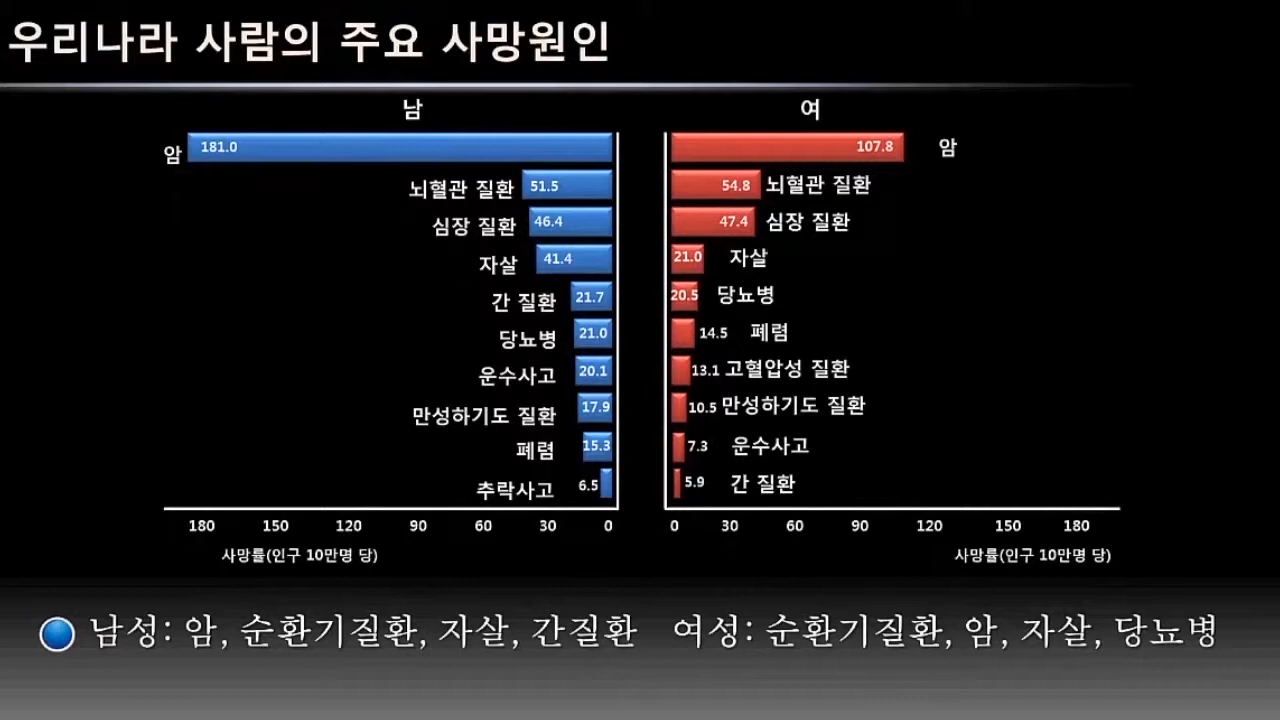 우리나라 사람의 주요 사망원인
남
여
암 181.0
뇌혈관 질환 51.5
심장 질환 46.4
자살 41.4
간 질환 21.7
당뇨병 21.0
운수사고 20.1
만성하기도 질환 17.9
폐렴 15.3
추락사고 6.5
180 150 120 90 60 30 0
사망률(인구 10만명 당)
107.8 암
54.8 뇌혈관 질환
47.4 심장 질환
21.0 자살
20.5 당뇨병
14.5 폐렴
13.1 고혈압성 질환
10.5 만성하기도 질환
7.3 운수사고
5.9 간 질환
0 30 60 90 120 150 180
사망률(인구 10만명 당)
남성: 암, 순환기질환, 자살, 간질환 여성: 순환기질환, 암, 자살, 당뇨병